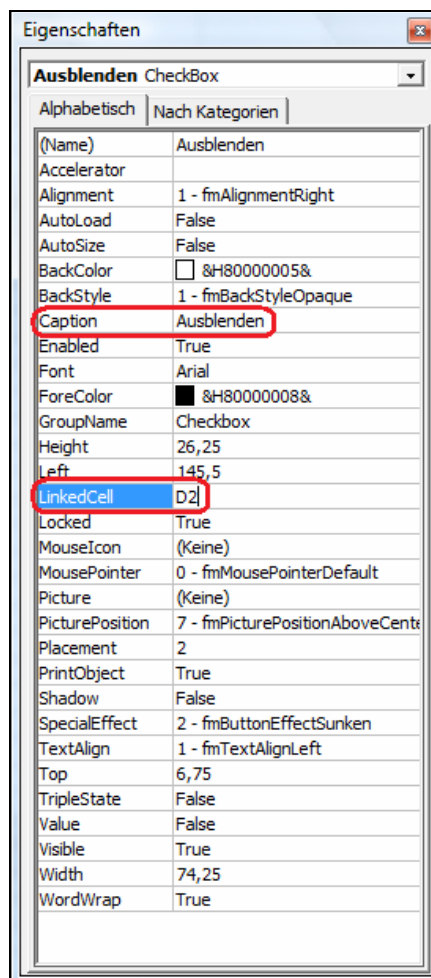 Eigenschaften
Ausblenden CheckBox
Alphabetisch Nach Kategorien
(Name) Ausblenden
Accelerator
Alignment 1 - fmAlignmentRight
AutoLoad False
AutoSize False
BackColor &H80000005&
BackStyle 1 - fmBackStyleOpaque
Caption Ausblenden
Enabled True
Font Arial
ForeColor &H80000008&
GroupName Checkbox
Height 26,25
Left 145,5
LinkedCell D2
Locked True
MouseIcon (Keine)
MousePointer 0 - fmMousePointerDefault
Picture (Keine)
PicturePosition 7 - fmPicturePositionAboveCente
Placement 2
PrintObject True
Shadow False
SpecialEffect 2 - fmButtonEffectSunken
TextAlign 1 - fmTextAlignLeft
Top 6,75
TripleState False
Value False
Visible True
Width 74,25
WordWrap True